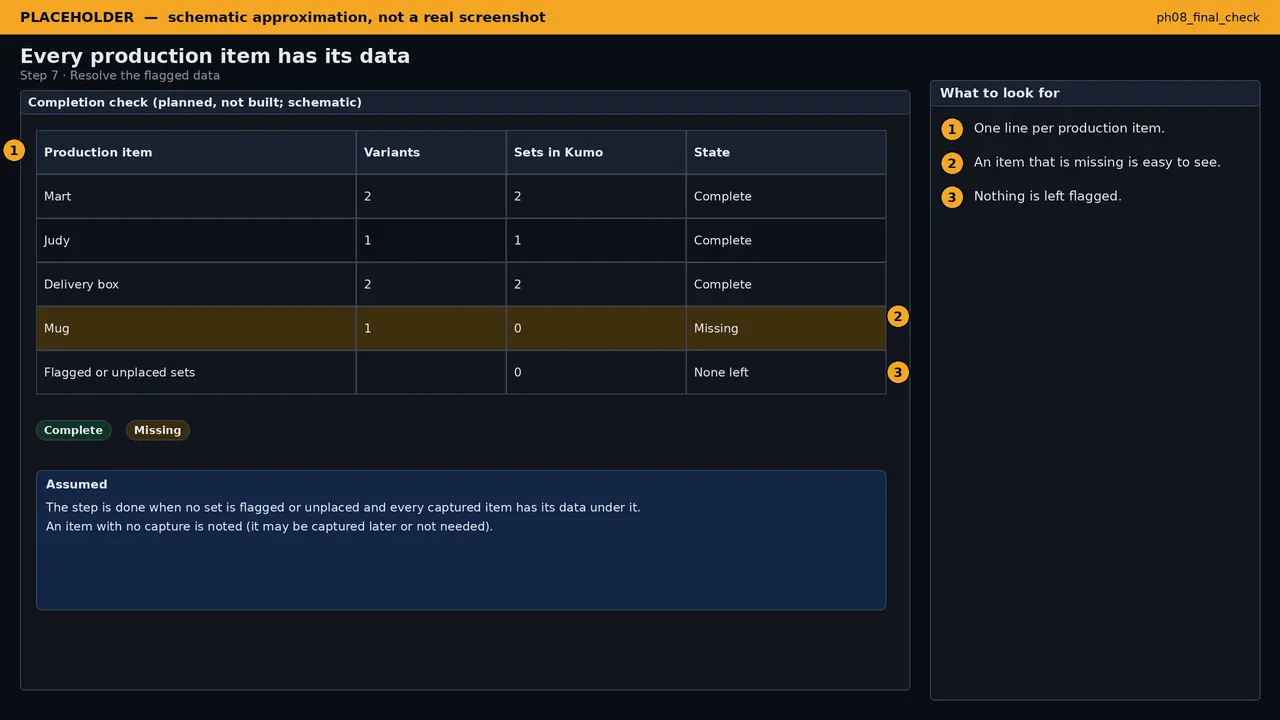 PLACEHOLDER — schematic approximation, not a real screenshot
ph08_final_check
Every production item has its data
Step 7 · Resolve the flagged data
Completion check (planned, not built; schematic)
1
Production item Variants Sets in Kumo State
Mart 2 2 Complete
Judy 1 1 Complete
Delivery box 2 2 Complete
Mug 1 0 Missing
2
Flagged or unplaced sets 0 None left
3
Complete Missing
Assumed
The step is done when no set is flagged or unplaced and every captured item has its data under it.
An item with no capture is noted (it may be captured later or not needed).
What to look for
1 One line per production item.
2 An item that is missing is easy to see.
3 Nothing is left flagged.